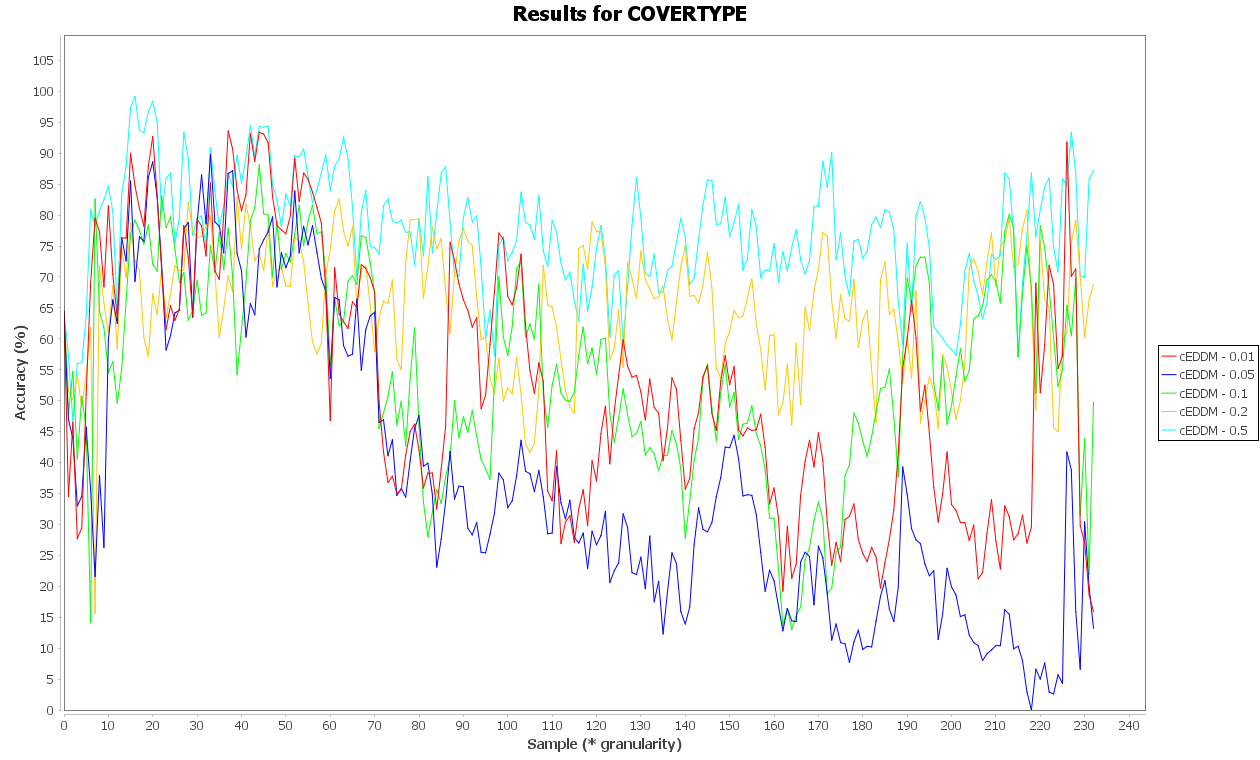 Results for COVERTYPE
Accuracy (%)
105
100
95
90
85
80
75
70
65
60
55
50
45
40
35
30
25
20
15
10
5
0
0 10 20 30 40 50 60 70 80 90 100 110 120 130 140 150 160 170 180 190 200 210 220 230 240
Sample (* granularity)
cEDDM - 0.01
cEDDM - 0.05
cEDDM - 0.1
cEDDM - 0.2
cEDDM - 0.5